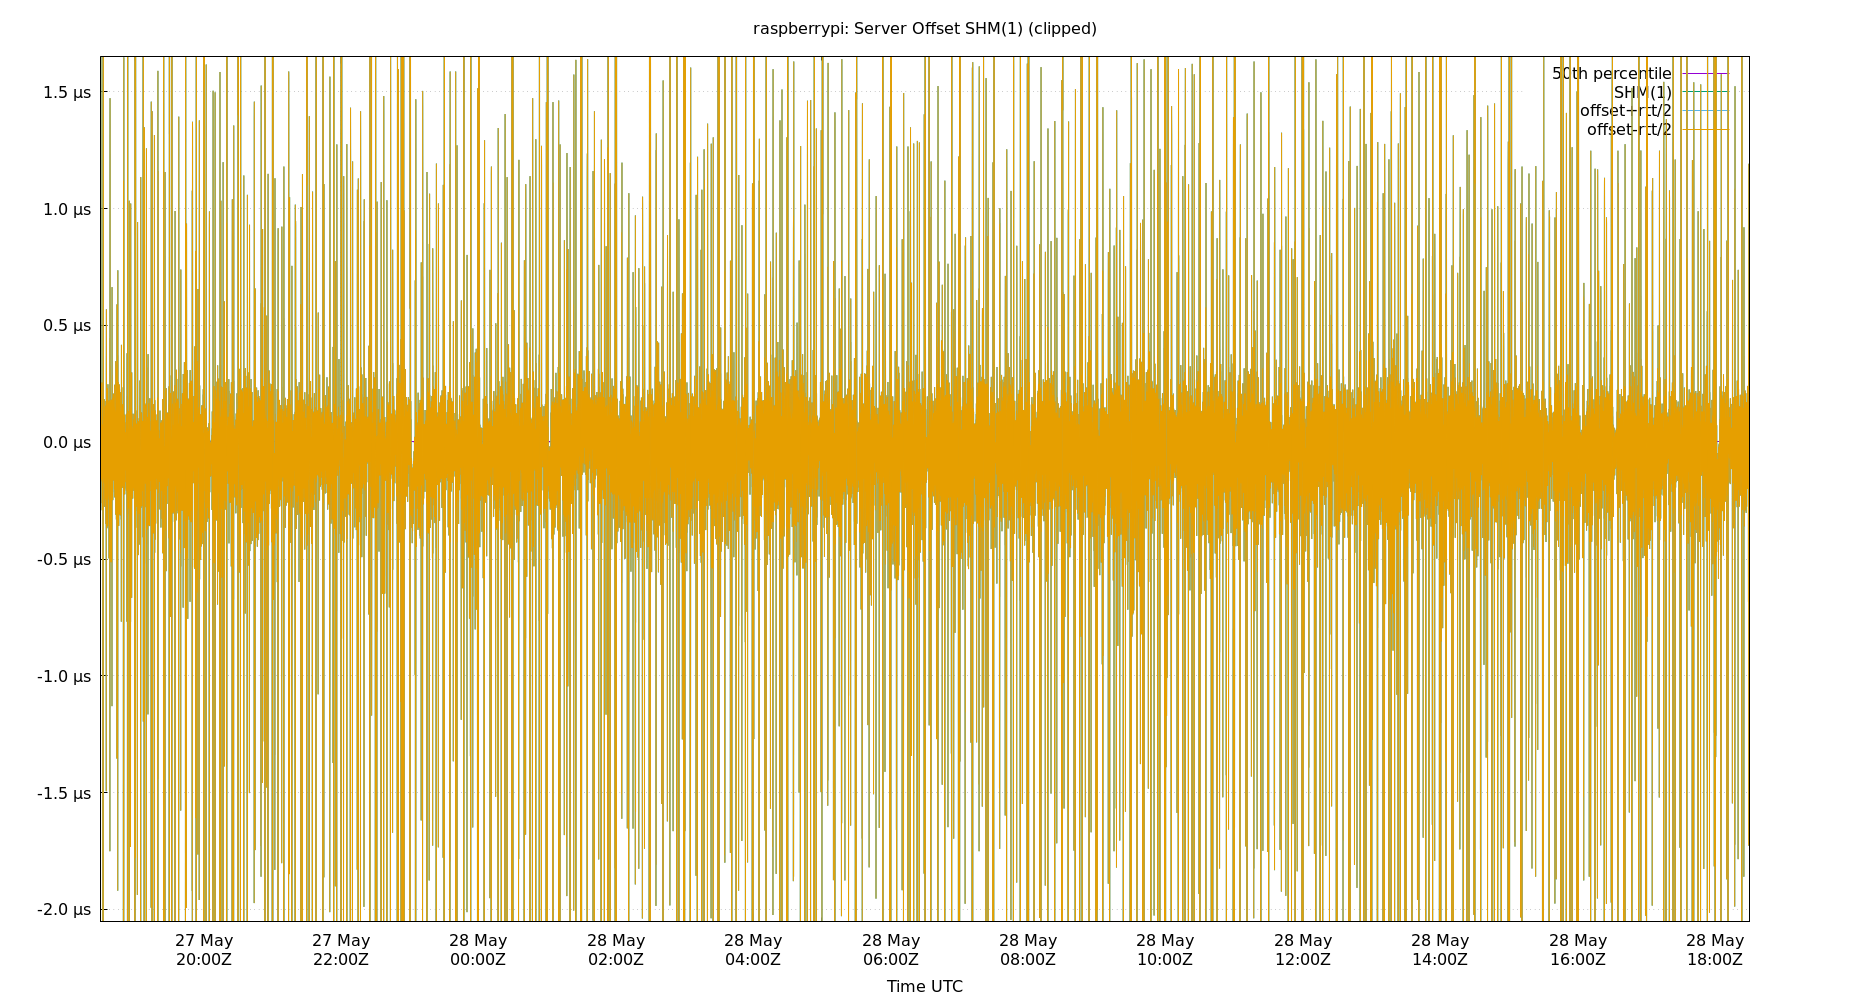 raspberrypi: Server Offset SHM(1) (clipped)
50th percentile
SHM(1)
offset+rtt/2
offset-rtt/2
1.5 µs
1.0 µs
0.5 µs
0.0 µs
-0.5 µs
-1.0 µs
-1.5 µs
-2.0 µs
27 May 27 May 28 May 28 May 28 May 28 May 28 May 28 May 28 May 28 May 28 May 28 May
20:00Z 22:00Z 00:00Z 02:00Z 04:00Z 06:00Z 08:00Z 10:00Z 12:00Z 14:00Z 16:00Z 18:00Z
Time UTC